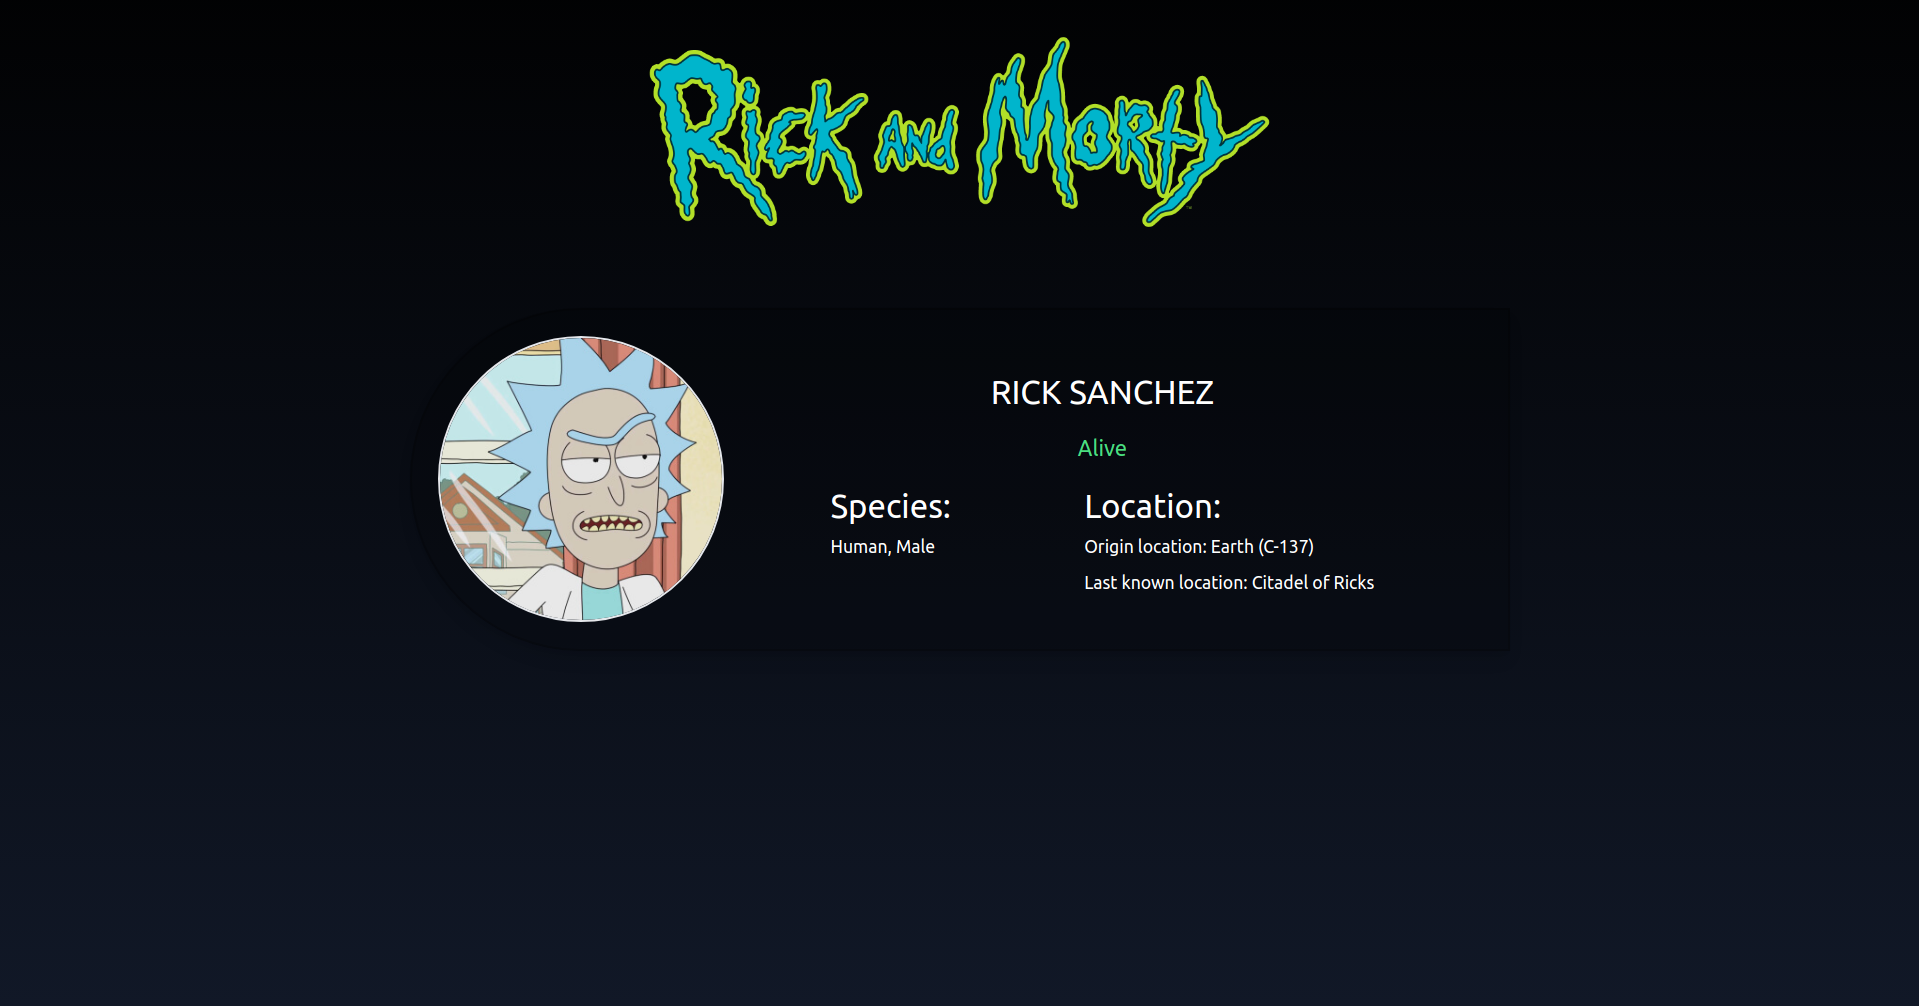 Rick and Morty
RICK SANCHEZ
Alive
Species:
Human, Male
Location:
Origin location: Earth (C-137)
Last known location: Citadel of Ricks